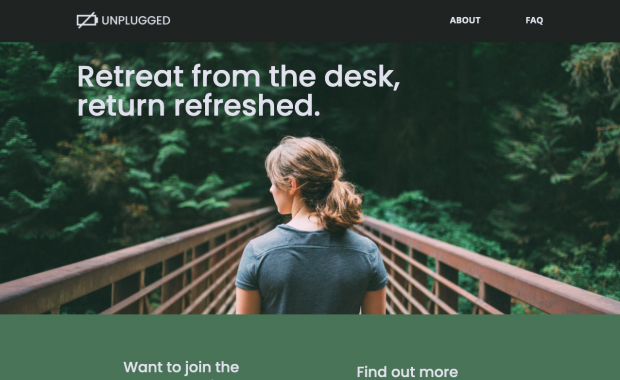 UNPLUGGED
ABOUT
FAQ
Retreat from the desk,
return refreshed.
Want to join the
Find out more